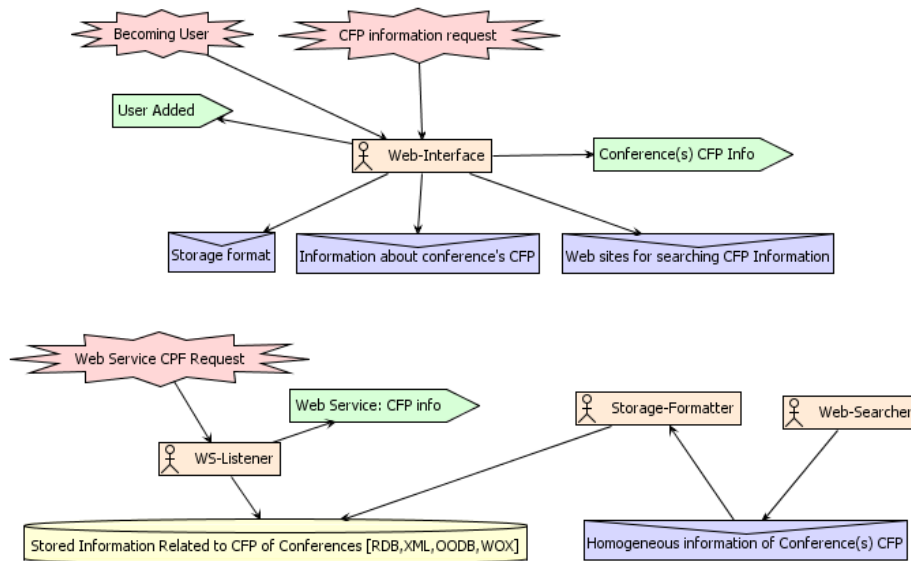 Becoming User
CFP information request
User Added
Web-Interface
Conference(s) CFP Info
Storage format
Information about conference's CFP
Web sites for searching CFP Information
Web Service CPF Request
Web Service: CFP info
Storage-Formatter
Web-Searcher
WS-Listener
Stored Information Related to CFP of Conferences [RDB,XML,OODB,WOX]
Homogeneous information of Conference(s) CFP